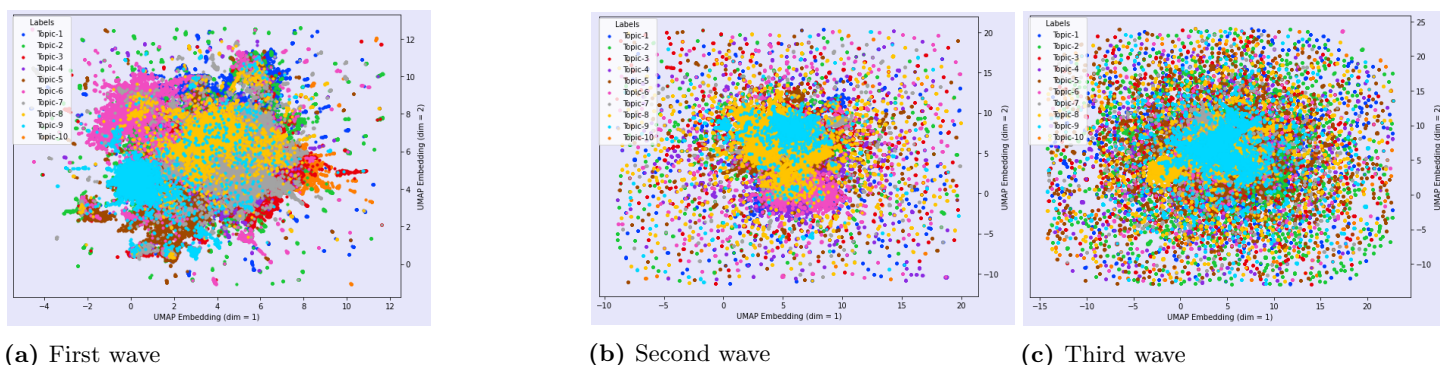 Labels
Topic-1
Topic-2
Topic-3
Topic-4
Topic-5
Topic-6
Topic-7
Topic-8
Topic-9
Topic-10
12
10
8
6
4
2
0
UMAP Embedding (dim = 2)
−4
−2
0
2
4
6
8
10
12
UMAP Embedding (dim = 1)
(a) First wave
Labels
Topic-1
Topic-2
Topic-3
Topic-4
Topic-5
Topic-6
Topic-7
Topic-8
Topic-9
Topic-10
20
15
10
5
0
−5
−10
UMAP Embedding (dim = 2)
−10
−5
0
5
10
15
20
UMAP Embedding (dim = 1)
(b) Second wave
Labels
Topic-1
Topic-2
Topic-3
Topic-4
Topic-5
Topic-6
Topic-7
Topic-8
Topic-9
Topic-10
25
20
15
10
5
0
−5
−10
UMAP Embedding (dim = 2)
−15
−10
−5
0
5
10
15
20
UMAP Embedding (dim = 1)
(c) Third wave